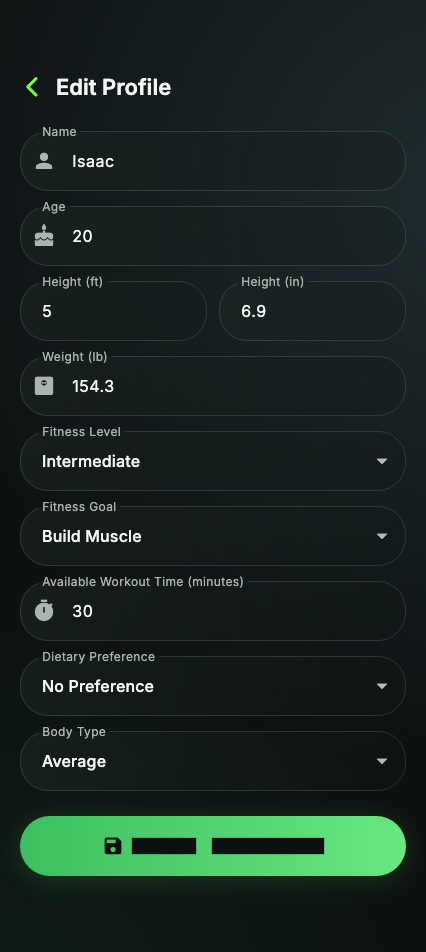 Edit Profile
Name
Isaac
Age
20
Height (ft)
5
Height (in)
6.9
Weight (lb)
154.3
Fitness Level
Intermediate
Fitness Goal
Build Muscle
Available Workout Time (minutes)
30
Dietary Preference
No Preference
Body Type
Average